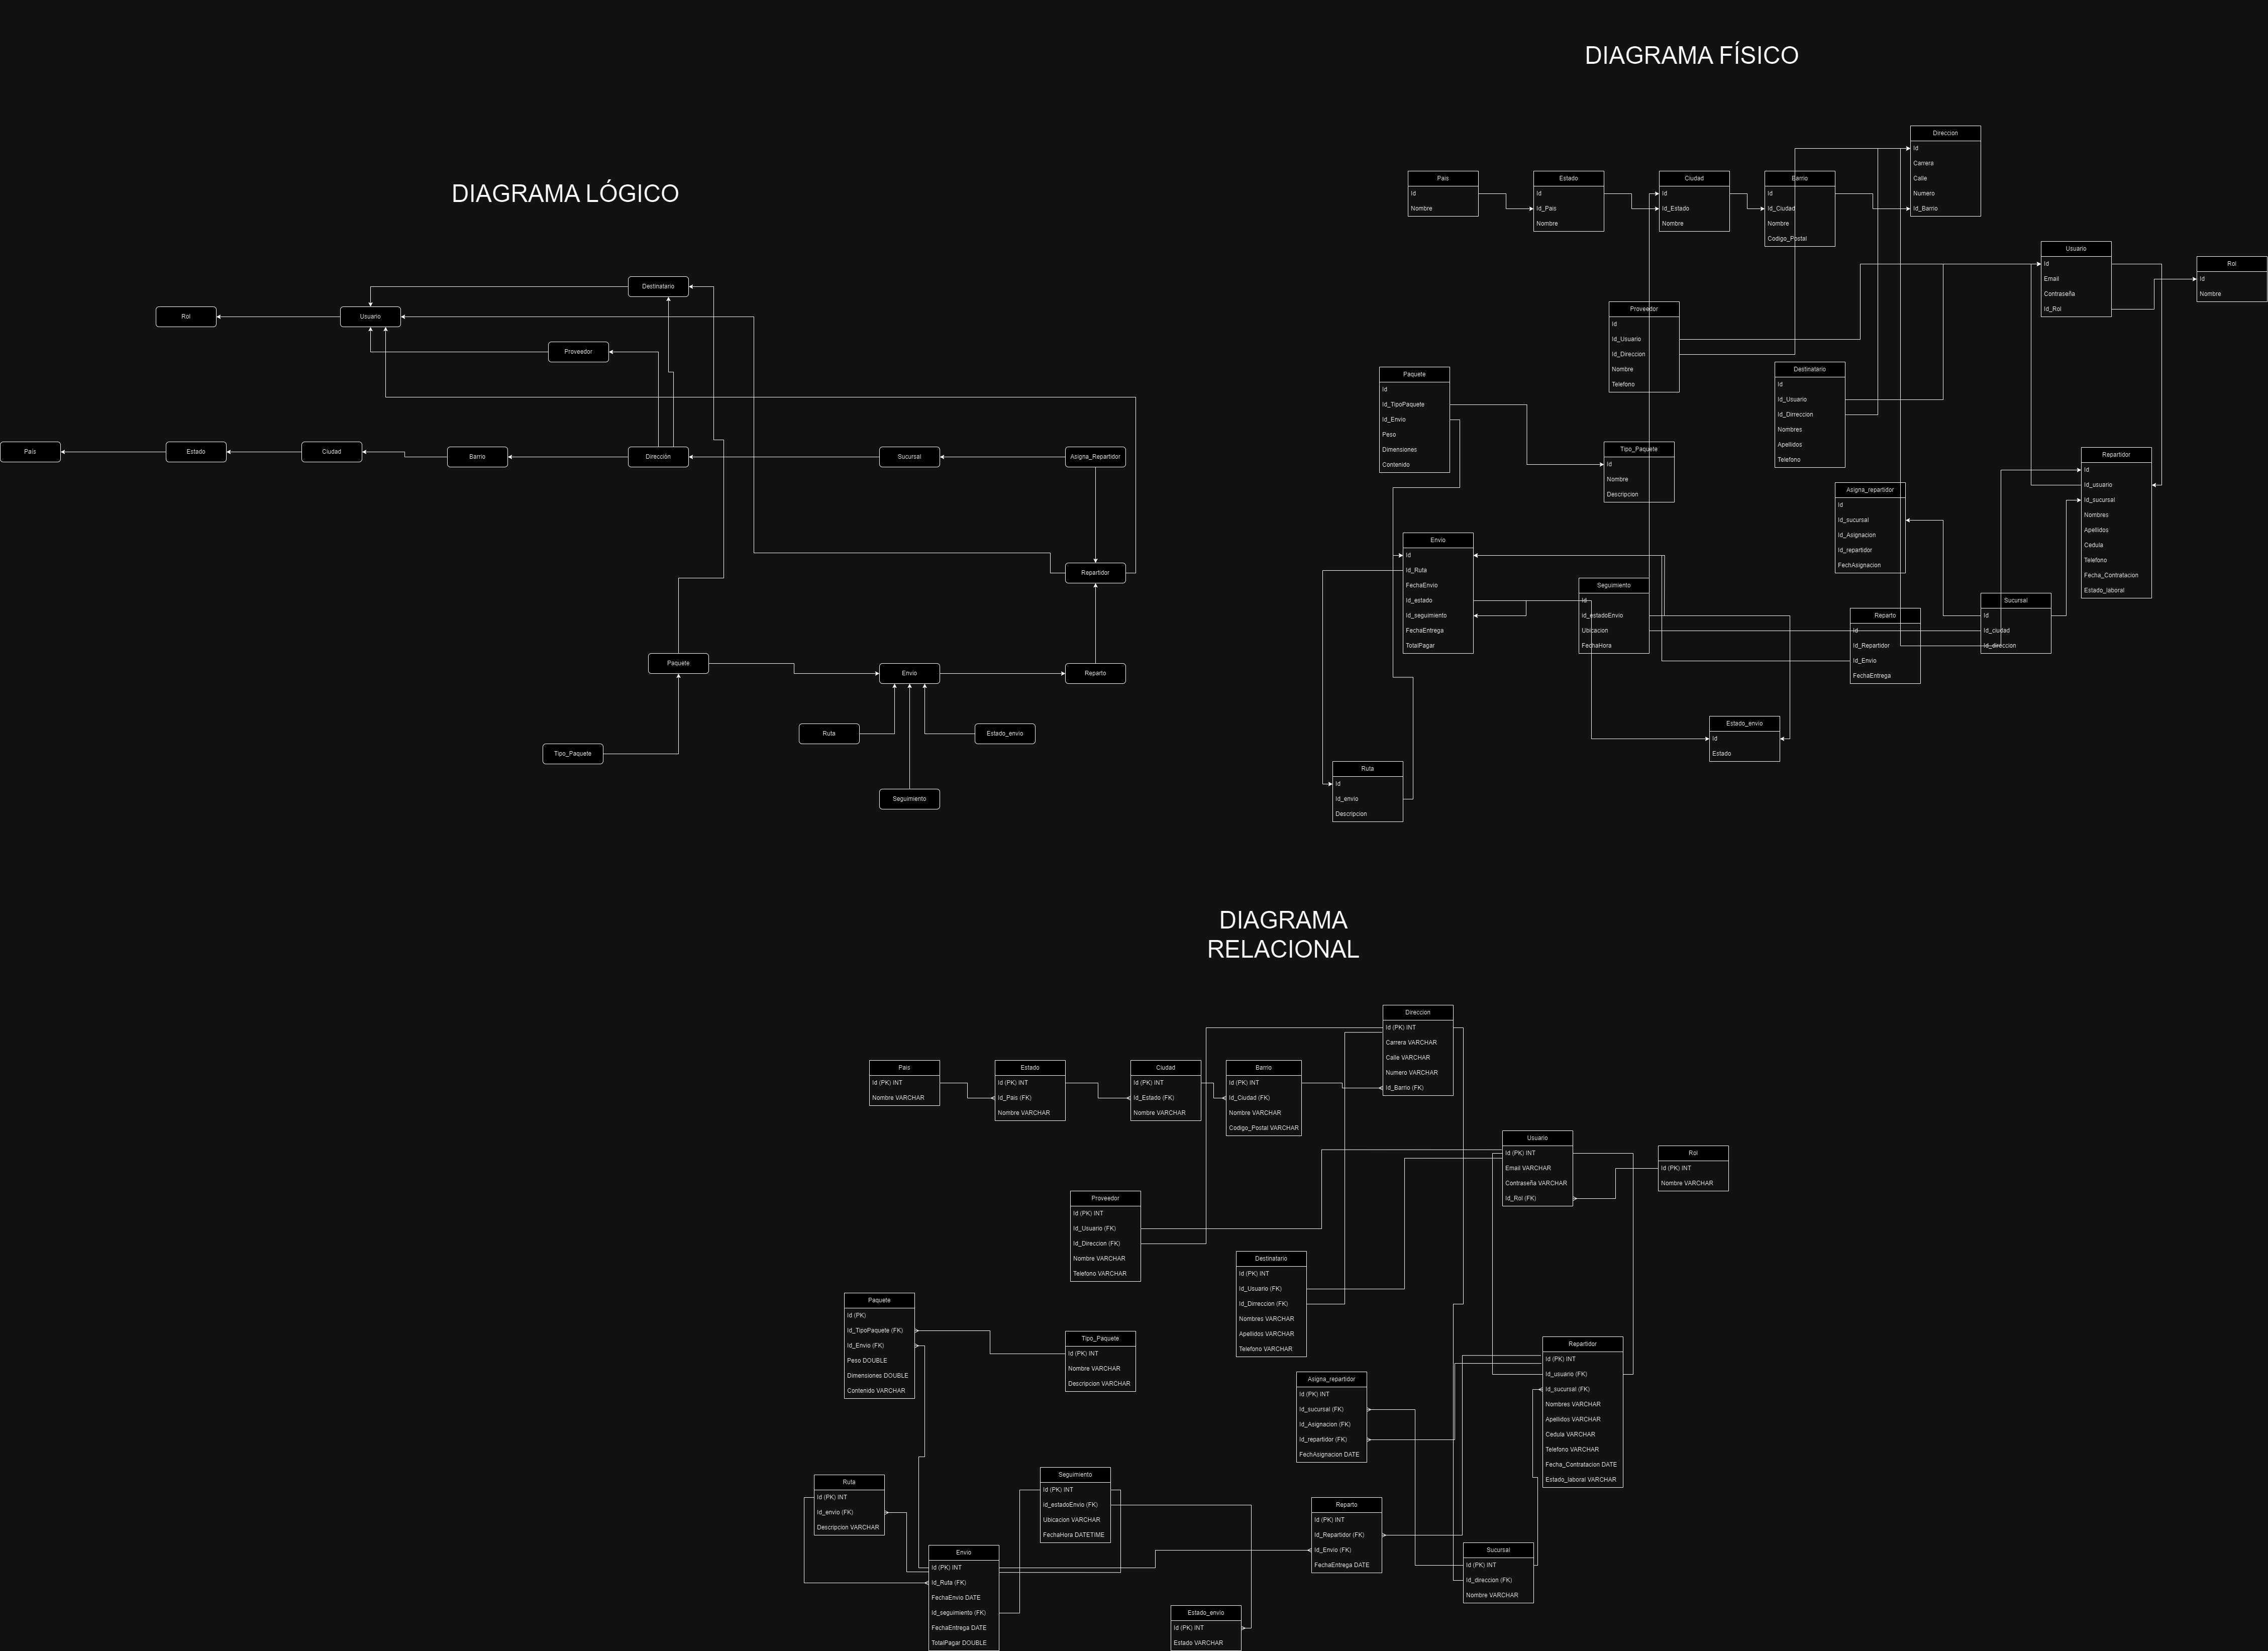 DIAGRAMA LÓGICO
Destinatario
Rol
Usuario
Proveedor
País
Estado
Ciudad
Barrio
Dirección
Sucursal
Asigna_Repartidor
Repartidor
Paquete
Envio
Reparto
Ruta
Estado_envio
Tipo_Paquete
Seguimiento
DIAGRAMA FÍSICO
Direccion
Id
Carrera
Calle
Numero
Id_Barrio
Pais
Id
Nombre
Estado
Id
Id_Pais
Nombre
Ciudad
Id
Id_Estado
Nombre
Barrio
Id
Id_Ciudad
Nombre
Codigo_Postal
Usuario
Id
Email
Contraseña
Id_Rol
Rol
Id
Nombre
Proveedor
Id
Id_Usuario
Id_Direccion
Nombre
Telefono
Destinatario
Id
Id_Usuario
Id_Dirreccion
Nombres
Apellidos
Telefono
Paquete
Id
Id_TipoPaquete
Id_Envio
Peso
Dimensiones
Contenido
Tipo_Paquete
Id
Nombre
Descripcion
Repartidor
Id
Id_usuario
Id_sucursal
Nombres
Apellidos
Cedula
Telefono
Fecha_Contratacion
Estado_laboral
Asigna_repartidor
Id
Id_sucursal
Id_Asignacion
Id_repartidor
FechAsignacion
Envio
Id
Id_Ruta
FechaEnvio
Id_estado
Id_seguimiento
FechaEntrega
TotalPagar
Seguimiento
Id
id_estadoEnvio
Ubicacion
FechaHora
Reparto
Id
Id_Repartidor
Id_Envio
FechaEntrega
Sucursal
Id
Id_ciudad
Id_direccion
Estado_envio
Id
Estado
Ruta
Id
Id_envio
Descripcion
DIAGRAMA
RELACIONAL
Direccion
Id (PK) INT
Carrera VARCHAR
Calle VARCHAR
Numero VARCHAR
Id_Barrio (FK)
Pais
Id (PK) INT
Nombre VARCHAR
Estado
Id (PK) INT
Id_Pais (FK)
Nombre VARCHAR
Ciudad
Id (PK) INT
Id_Estado (FK)
Nombre VARCHAR
Barrio
Id (PK) INT
Id_Ciudad (FK)
Nombre VARCHAR
Codigo_Postal VARCHAR
Usuario
Id (PK) INT
Email VARCHAR
Contraseña VARCHAR
Id_Rol (FK)
Rol
Id (PK) INT
Nombre VARCHAR
Proveedor
Id (PK) INT
Id_Usuario (FK)
Id_Direccion (FK)
Nombre VARCHAR
Telefono VARCHAR
Destinatario
Id (PK) INT
Id_Usuario (FK)
Id_Dirreccion (FK)
Nombres VARCHAR
Apellidos VARCHAR
Telefono VARCHAR
Paquete
Id (PK)
Id_TipoPaquete (FK)
Id_Envio (FK)
Peso DOUBLE
Dimensiones DOUBLE
Contenido VARCHAR
Tipo_Paquete
Id (PK) INT
Nombre VARCHAR
Descripcion VARCHAR
Repartidor
Id (PK) INT
Id_usuario (FK)
Id_sucursal (FK)
Nombres VARCHAR
Apellidos VARCHAR
Cedula VARCHAR
Telefono VARCHAR
Fecha_Contratacion DATE
Estado_laboral VARCHAR
Asigna_repartidor
Id (PK) INT
Id_sucursal (FK)
Id_Asignacion (FK)
Id_repartidor (FK)
FechAsignacion DATE
Ruta
Id (PK) INT
Id_envio (FK)
Descripcion VARCHAR
Seguimiento
Id (PK) INT
Id_estadoEnvio (FK)
Ubicacion VARCHAR
FechaHora DATETIME
Reparto
Id (PK) INT
Id_Repartidor (FK)
Id_Envio (FK)
FechaEntrega DATE
Envio
Id (PK) INT
Id_Ruta (FK)
FechaEnvio DATE
Id_seguimiento (FK)
FechaEntrega DATE
TotalPagar DOUBLE
Sucursal
Id (PK) INT
Id_direccion (FK)
Nombre VARCHAR
Estado_envio
Id (PK) INT
Estado VARCHAR